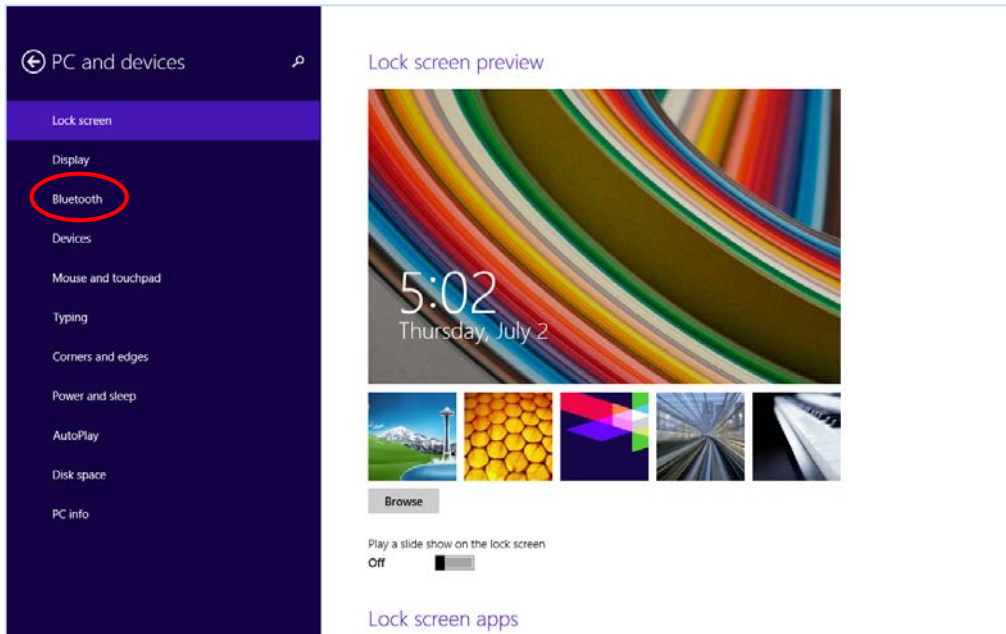 PC and devices
Lock screen
Display
Bluetooth
Devices
Mouse and touchpad
Typing
Corners and edges
Power and sleep
AutoPlay
Disk space
PC info
Lock screen preview
5:02
Thursday, July 2
Browse
Play a slide show on the lock screen
Off
Lock screen apps